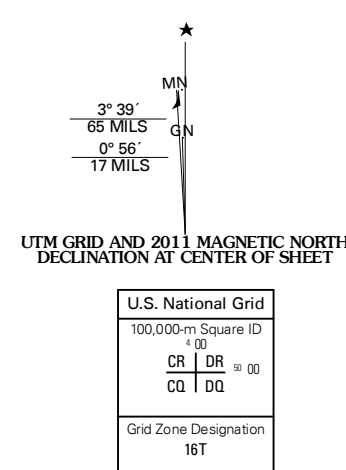 ★
MN
3° 39´
65 MILS
GN
0° 56´
17 MILS
UTM GRID AND 2011 MAGNETIC NORTH
DECLINATION AT CENTER OF SHEET
U.S. National Grid
100,000-m Square ID
4 00
CR DR 50 00
CQ DQ
Grid Zone Designation
16T